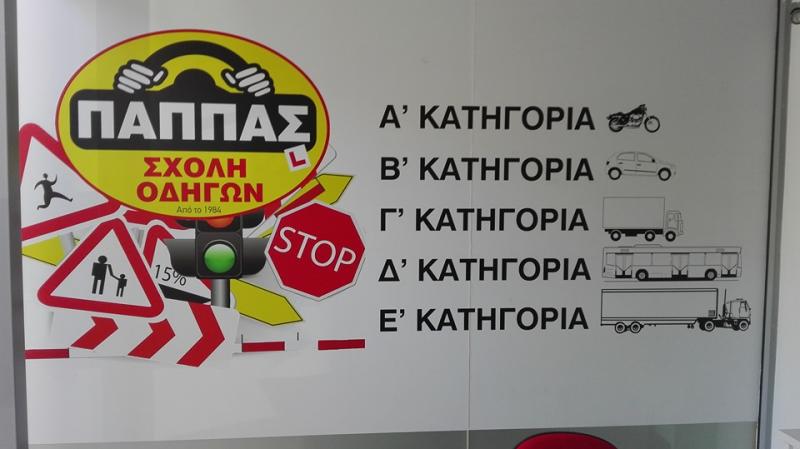 ΠΑΠΠΑΣ
L
ΣΧΟΛΗ
ΟΔΗΓΩΝ
Από το 1984
STOP
15%
Α' ΚΑΤΗΓΟΡΙΑ
Β' ΚΑΤΗΓΟΡΙΑ
Γ' ΚΑΤΗΓΟΡΙΑ
Δ' ΚΑΤΗΓΟΡΙΑ
Ε' ΚΑΤΗΓΟΡΙΑ